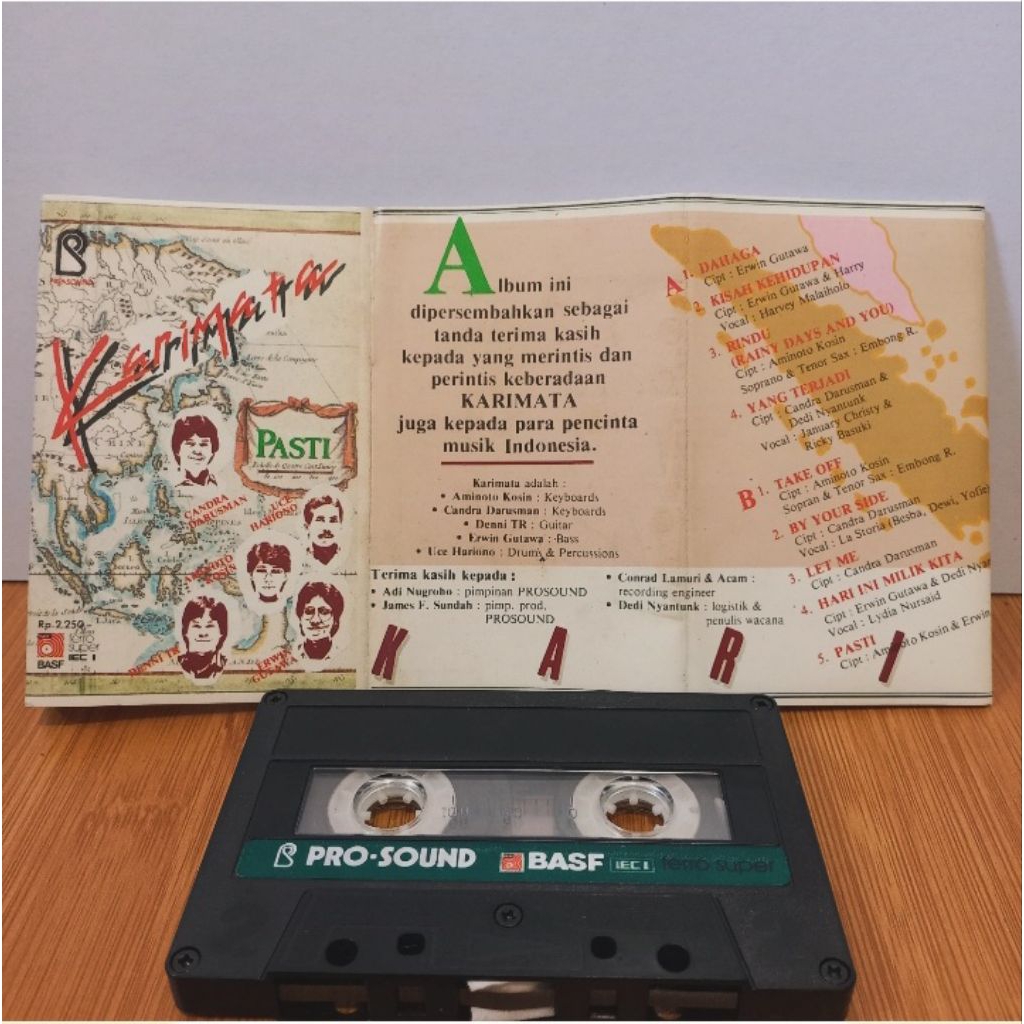 Karimata
PASTI
CANDRA
DARUSMAN
UCE
HARIONO
AMINOTO
KOSIN
DENNI TR
ERWIN
GUTAWA
Rp. 2.250,-
BASF
ferro
super
IEC I
Album ini
dipersembahkan sebagai
tanda terima kasih
kepada yang merintis dan
perintis keberadaan
KARIMATA
juga kepada para pencinta
musik Indonesia.
Karimata adalah :
• Aminoto Kosin : Keyboards
• Candra Darusman : Keyboards
• Denni TR : Guitar
• Erwin Gutawa : Bass
• Uce Hariono : Drums & Percussions
Terima kasih kepada :
• Adi Nugroho : pimpinan PROSOUND
• James F. Sundah : pimp. prod.
PROSOUND
• Conrad Lamuri & Acam :
recording engineer
• Dedi Nyantunk : logistik &
penulis wacana
A 1. DAHAGA
Cipt : Erwin Gutawa
2. KISAH KEHIDUPAN
Cipt : Erwin Gutawa & Harry
Vocal : Harvey Malaiholo
3. RINDU
(RAINY DAYS AND YOU)
Cipt : Aminoto Kosin
Soprano & Tenor Sax : Embong R.
4. YANG TERJADI
Cipt : Candra Darusman &
Dedi Nyantunk
Vocal : January Christy &
Ricky Basuki
B 1. TAKE OFF
Cipt : Aminoto Kosin
Sopran & Tenor Sax : Embong R.
2. BY YOUR SIDE
Cipt : Candra Darusman
Vocal : La Storia (Besba, Dewi, Yofie
3. LET ME
Cipt : Candra Darusman
4. HARI INI MILIK KITA
Cipt : Erwin Gutawa & Dedi Nyan
Vocal : Lydia Nursaid
5. PASTI
Cipt : Aminoto Kosin & Erwin
K A R I
PRO-SOUND BASF IEC I ferro super